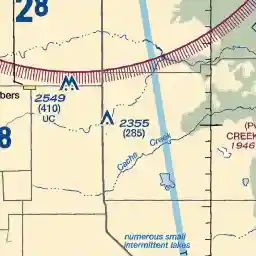 28
bers
2549
(410)
UC
2355
(285)
8
Cache Creek
(P
CREEK
1946
numerous small
intermittent lakes